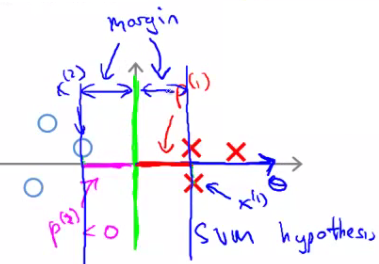 margin
x^(2)
p^(1)
θ
x^(1)
p^(2) < 0
SVM hypothesis